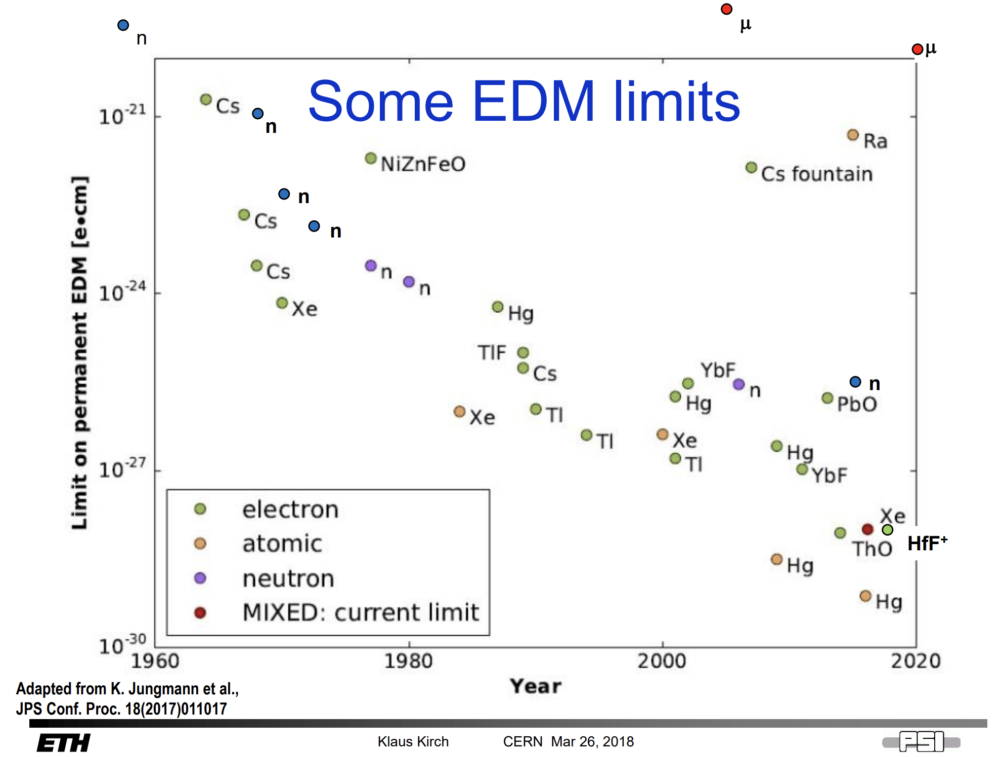 μ
n
μ
Some EDM limits
Cs
10⁻²¹
n
Ra
NiZnFeO
Cs fountain
n
Cs
n
Cs
n
n
10⁻²⁴
Xe
Hg
TlF
Cs
YbF
n
n
Hg
PbO
Xe
Tl
Tl
Xe
Hg
Tl
10⁻²⁷
YbF
Limit on permanent EDM [e•cm]
electron
atomic
neutron
MIXED: current limit
Xe
HfF⁺
ThO
Hg
Hg
10⁻³⁰
1960 1980 2000 2020
Year
Adapted from K. Jungmann et al.,
JPS Conf. Proc. 18(2017)011017
ETH
Klaus Kirch CERN Mar 26, 2018
PSI